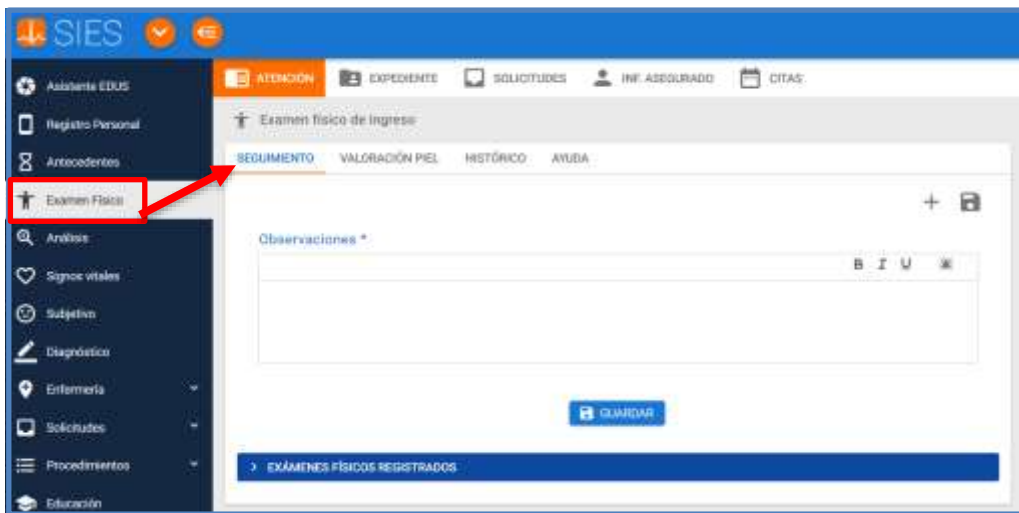 SIES
ATENCIÓN EXPEDIENTE SOLICITUDES INF. ASEGURADO CITAS
Asistente EDUS
Registro Personal
Antecedentes
Examen Físico
Análisis
Signos vitales
Subjetivo
Diagnóstico
Enfermería
Solicitudes
Procedimientos
Educación
Examen físico de ingreso
SEGUIMIENTO VALORACIÓN PIEL HISTÓRICO AYUDA
Observaciones *
B I U
GUARDAR
EXÁMENES FÍSICOS REGISTRADOS